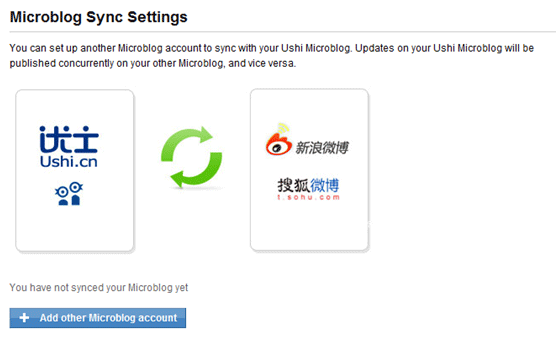 Microblog Sync Settings
You can set up another Microblog account to sync with your Ushi Microblog. Updates on your Ushi Microblog will be
published concurrently on your other Microblog, and vice versa.
优士
Ushi.cn
新浪微博
搜狐微博
t.sohu.com
You have not synced your Microblog yet
+ Add other Microblog account